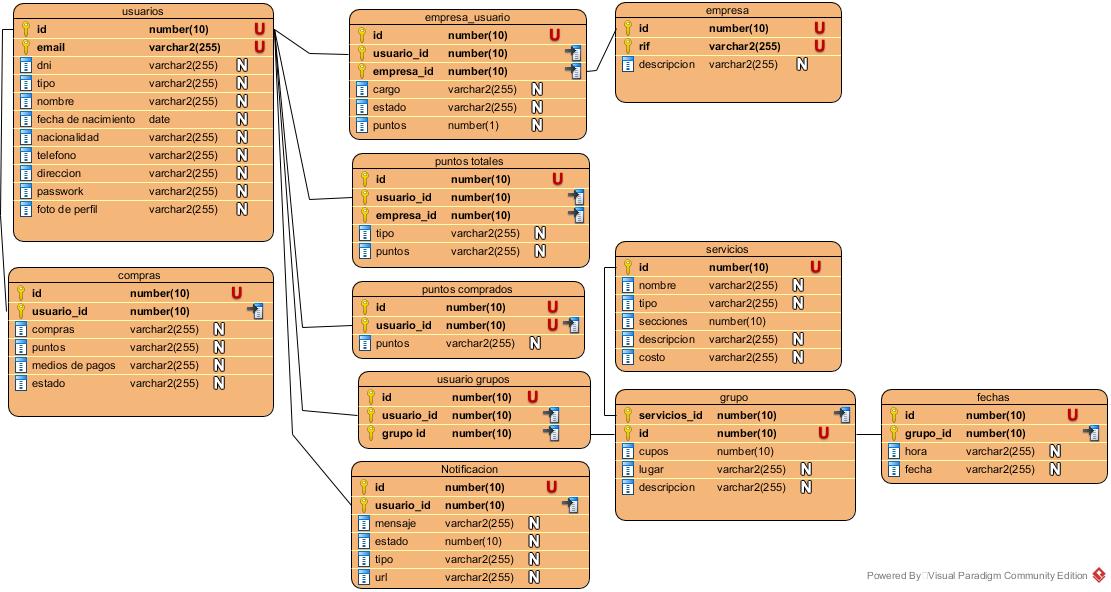 usuarios
id number(10) U
email varchar2(255) U
dni varchar2(255) N
tipo varchar2(255) N
nombre varchar2(255) N
fecha de nacimiento date N
nacionalidad varchar2(255) N
telefono varchar2(255) N
direccion varchar2(255) N
passwork varchar2(255) N
foto de perfil varchar2(255) N
compras
id number(10) U
usuario_id number(10)
compras varchar2(255) N
puntos varchar2(255) N
medios de pagos varchar2(255) N
estado varchar2(255) N
empresa_usuario
id number(10) U
usuario_id number(10)
empresa_id number(10)
cargo varchar2(255) N
estado varchar2(255) N
puntos number(1) N
puntos totales
id number(10) U
usuario_id number(10)
empresa_id number(10)
tipo varchar2(255) N
puntos varchar2(255) N
puntos comprados
id number(10) U
usuario_id number(10) U
puntos varchar2(255) N
usuario grupos
id number(10) U
usuario_id number(10)
grupo id number(10)
Notificacion
id number(10) U
usuario_id number(10)
mensaje varchar2(255) N
estado number(10) N
tipo varchar2(255) N
url varchar2(255) N
empresa
id number(10) U
rif varchar2(255) U
descripcion varchar2(255) N
servicios
id number(10) U
nombre varchar2(255) N
tipo varchar2(255) N
secciones number(10)
descripcion varchar2(255) N
costo varchar2(255) N
grupo
servicios_id number(10)
id number(10) U
cupos number(10)
lugar varchar2(255) N
descripcion varchar2(255) N
fechas
id number(10) U
grupo_id number(10)
hora varchar2(255) N
fecha varchar2(255) N
Powered By Visual Paradigm Community Edition